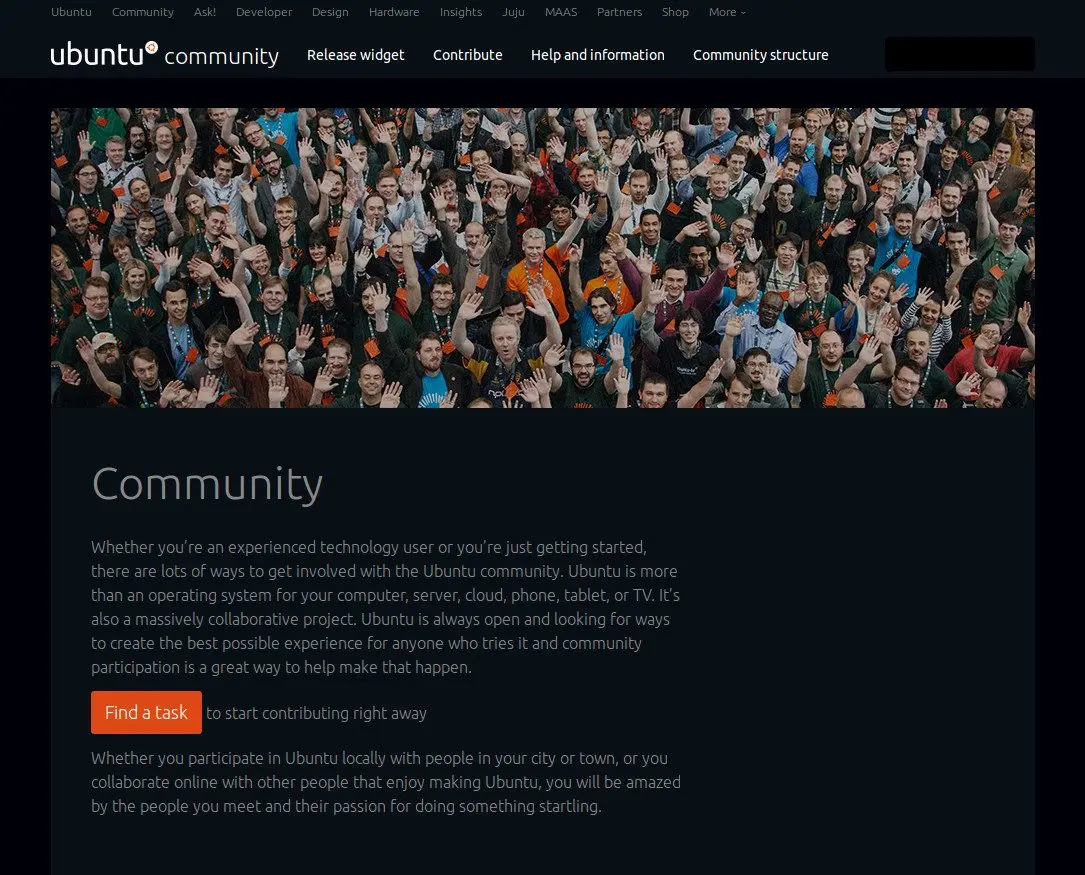 Ubuntu Community Ask! Developer Design Hardware Insights Juju MAAS Partners Shop More
ubuntu community Release widget Contribute Help and information Community structure
Community
Whether you’re an experienced technology user or you’re just getting started,
there are lots of ways to get involved with the Ubuntu community. Ubuntu is more
than an operating system for your computer, server, cloud, phone, tablet, or TV. It’s
also a massively collaborative project. Ubuntu is always open and looking for ways
to create the best possible experience for anyone who tries it and community
participation is a great way to help make that happen.
Find a task to start contributing right away
Whether you participate in Ubuntu locally with people in your city or town, or you
collaborate online with other people that enjoy making Ubuntu, you will be amazed
by the people you meet and their passion for doing something startling.